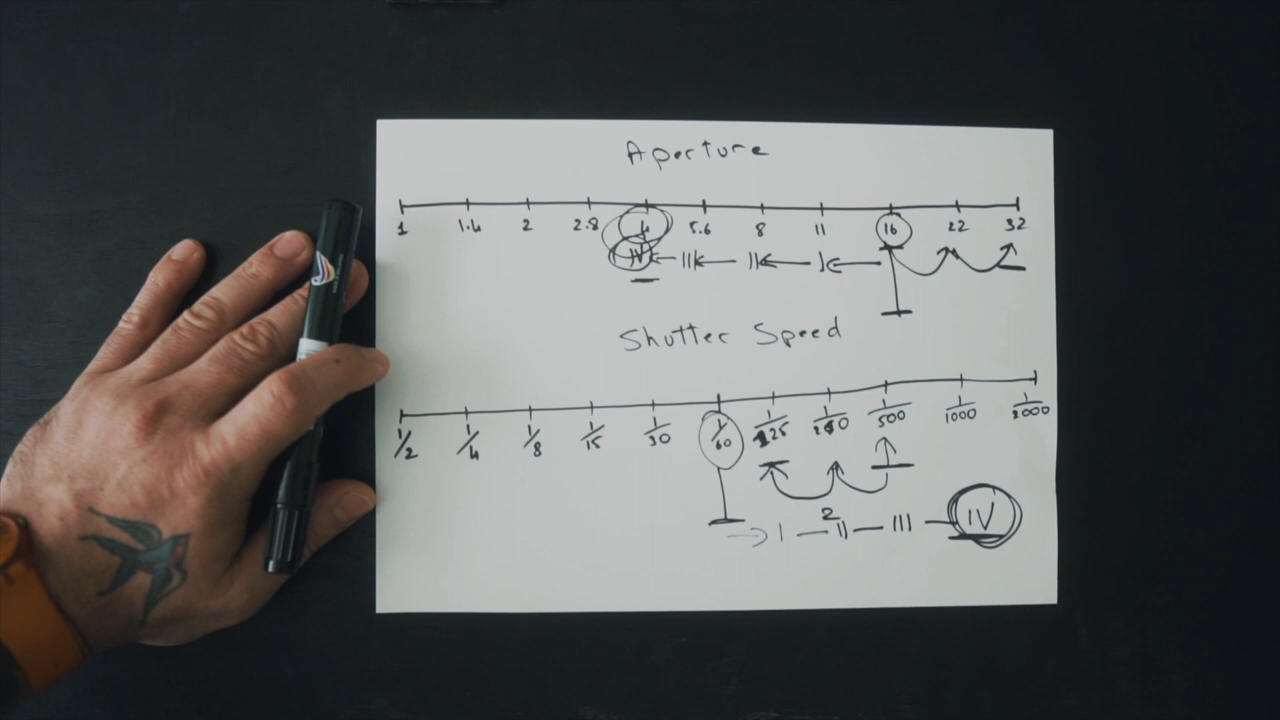 Aperture
1 1.4 2 2.8 4 5.6 8 11 16 22 32
IV III II I
Shutter Speed
1/2 1/4 1/8 1/15 1/30 1/60 1/125 1/250 1/500 1/1000 1/2000
2
I II III IV